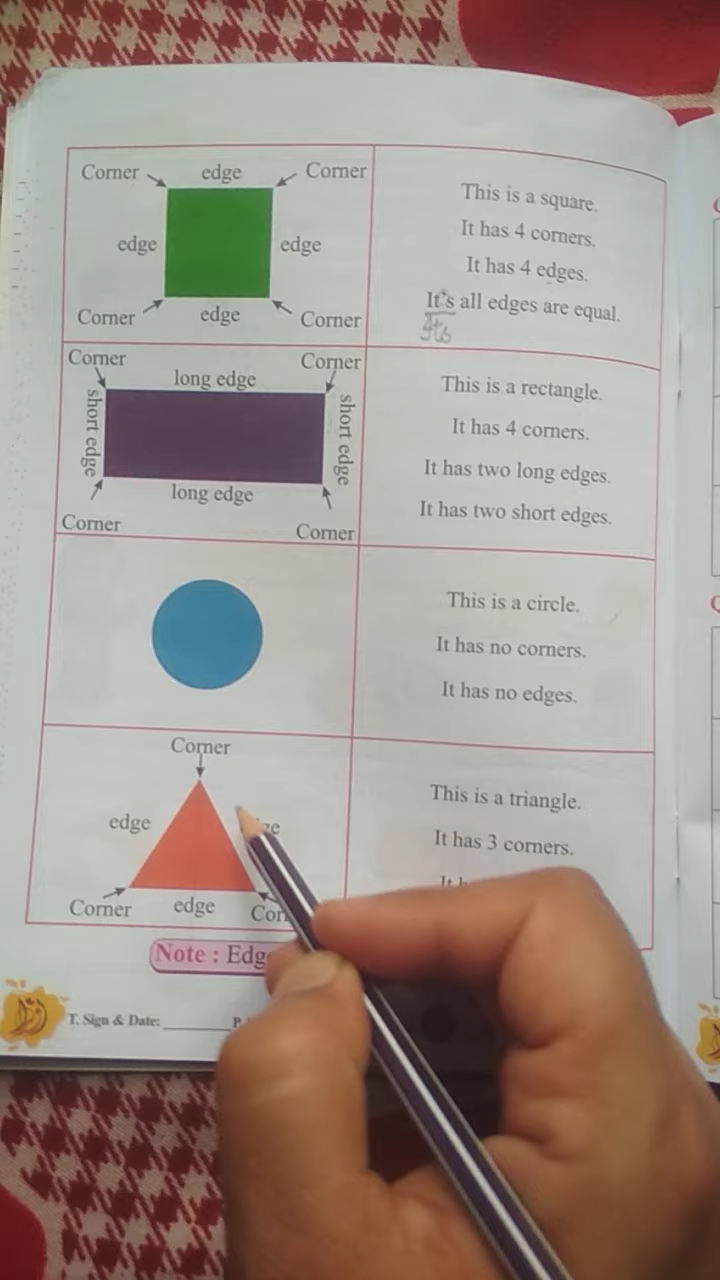 Corner edge Corner
edge edge
Corner edge Corner
This is a square.
It has 4 corners.
It has 4 edges.
It's all edges are equal.
Its
Corner Corner
long edge
short edge short edge
long edge
Corner Corner
This is a rectangle.
It has 4 corners.
It has two long edges.
It has two short edges.
This is a circle.
It has no corners.
It has no edges.
Corner
edge
Corner edge
This is a triangle.
It has 3 corners.
It
Note :
T. Sign & Date: